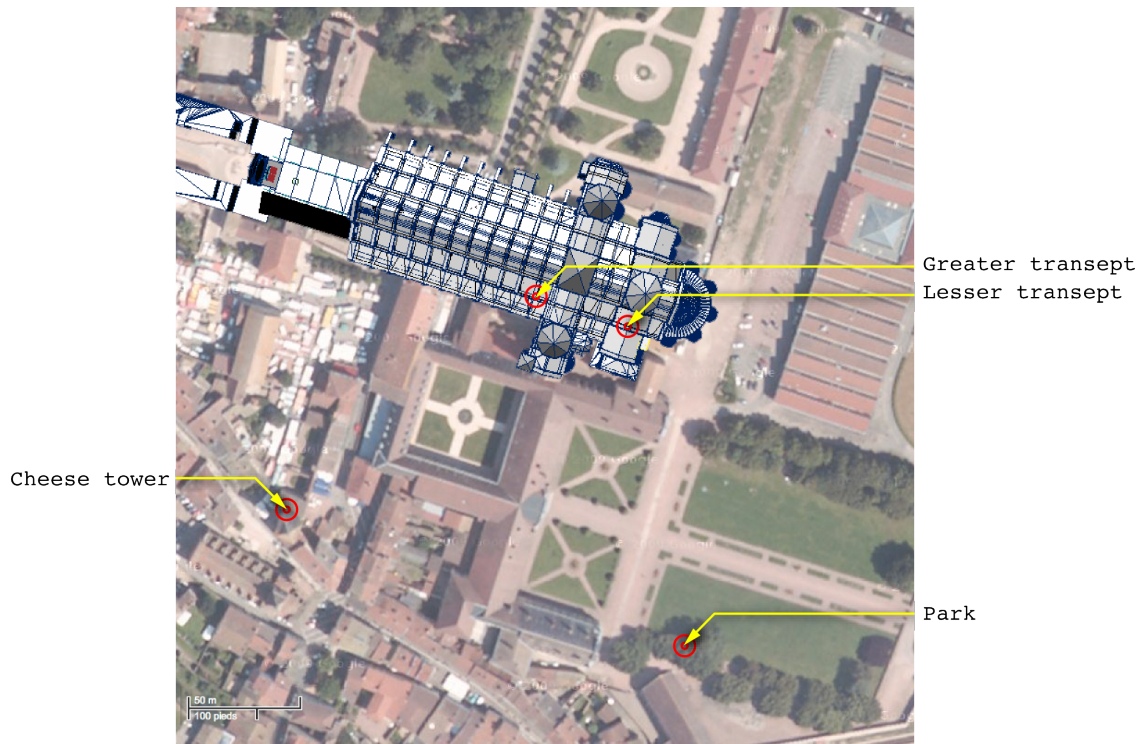 Greater transept
Lesser transept
Cheese tower
Park
50 m
100 pieds